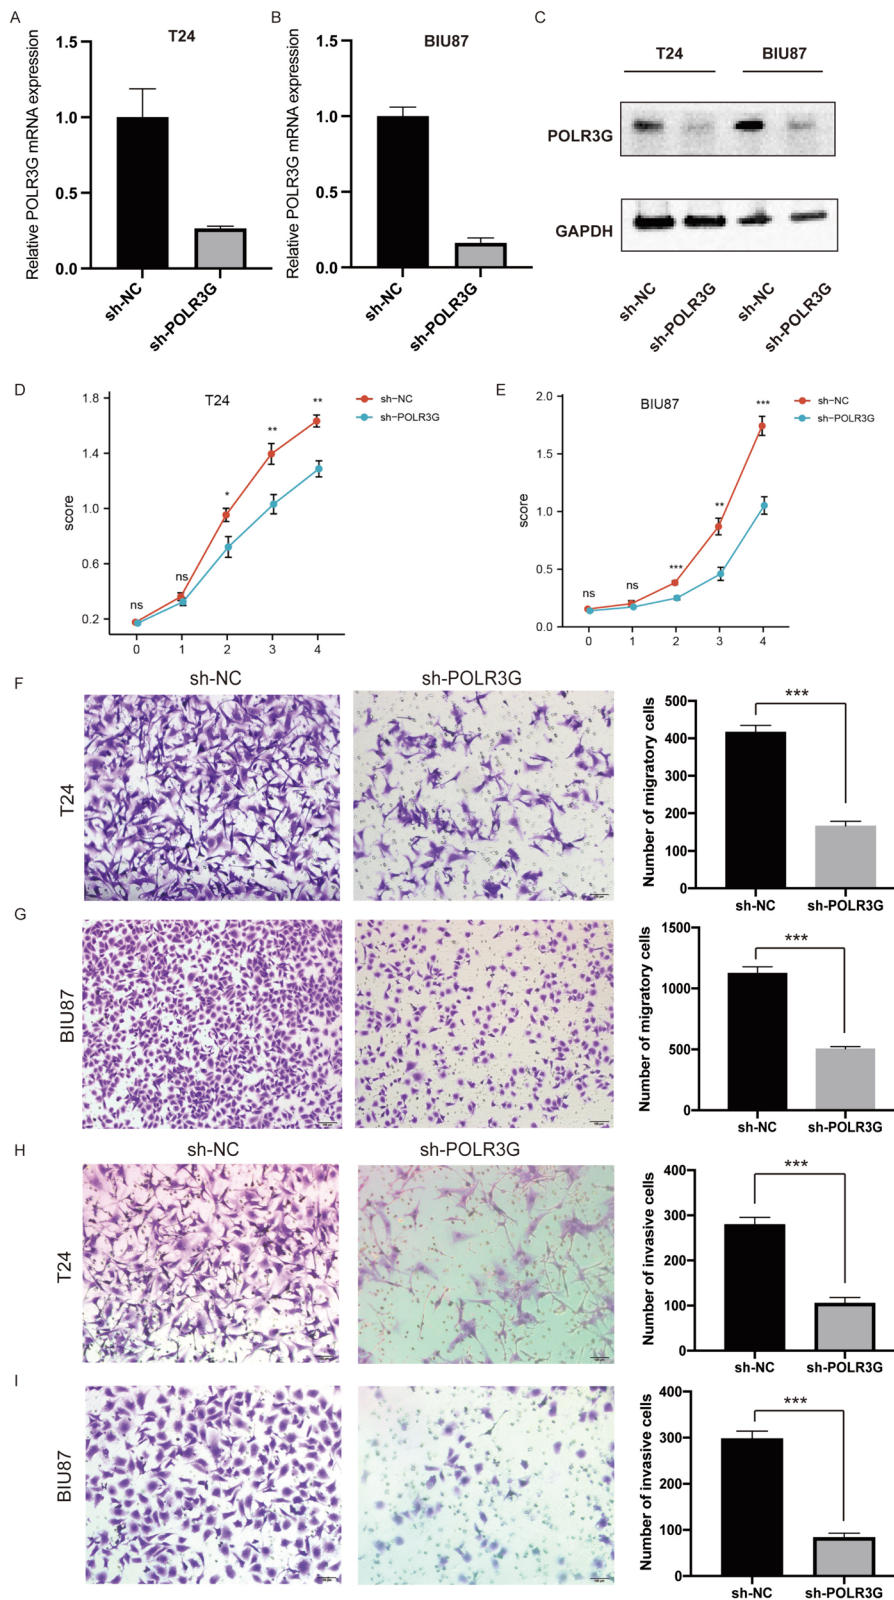 A
T24
Relative POLR3G mRNA expression
1.5
1.0
0.5
0.0
sh-NC
sh-POLR3G
B
BIU87
Relative POLR3G mRNA expression
1.5
1.0
0.5
0.0
sh-NC
sh-POLR3G
C
T24 BIU87
POLR3G
GAPDH
sh-NC
sh-POLR3G
sh-NC
sh-POLR3G
D
T24
score
1.8
1.4
1.0
0.6
0.2
ns
ns
*
**
**
0 1 2 3 4
sh-NC
sh-POLR3G
E
BIU87
score
2.0
1.5
1.0
0.5
0.0
ns
ns
***
**
***
0 1 2 3 4
sh-NC
sh-POLR3G
sh-NC sh-POLR3G
F
T24
Number of migratory cells
500
400
300
200
100
0
***
sh-NC sh-POLR3G
G
BIU87
Number of migratory cells
1500
1000
500
0
***
sh-NC sh-POLR3G
sh-NC sh-POLR3G
H
T24
Number of invasive cells
400
300
200
100
0
***
sh-NC sh-POLR3G
I
BIU87
Number of invasive cells
400
300
200
100
0
***
sh-NC sh-POLR3G